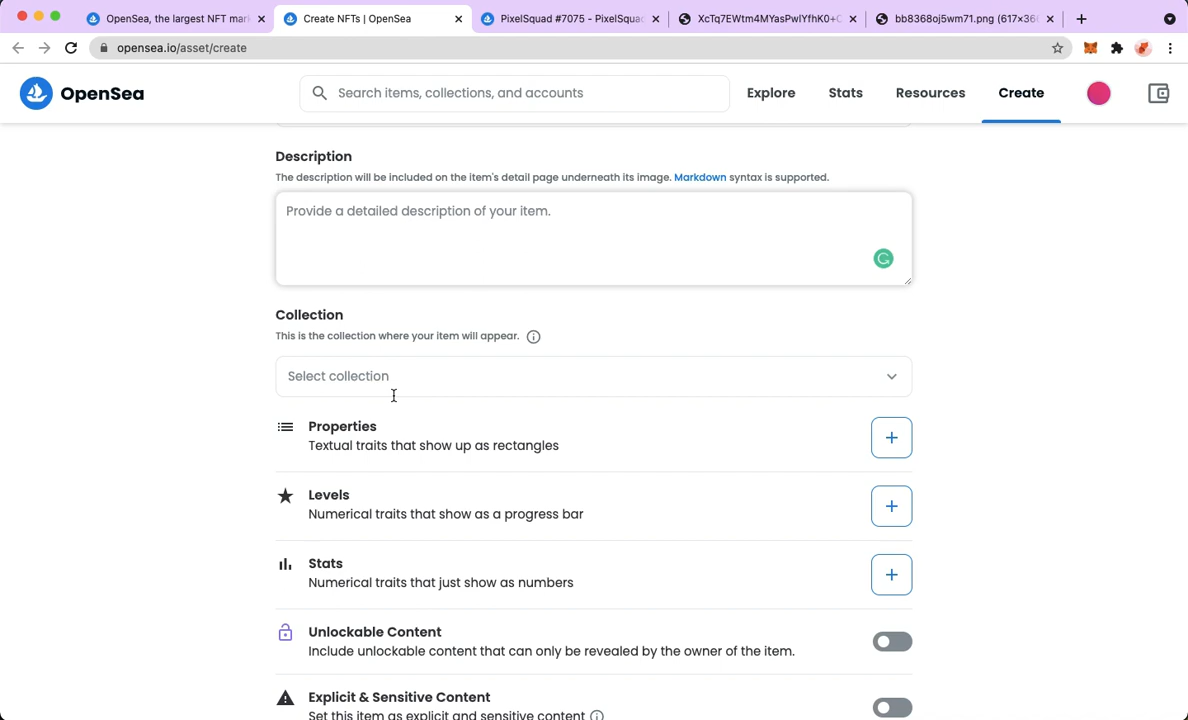 OpenSea, the largest NFT mar
Create NFTs | OpenSea
PixelSquad #7075 - PixelSquad
XcTq7EWtm4MYasPwlYfhK0+C
bb8368oj5wm71.png (617×36
opensea.io/asset/create
OpenSea
Search items, collections, and accounts
Explore
Stats
Resources
Create
Description
The description will be included on the item's detail page underneath its image. Markdown syntax is supported.
Provide a detailed description of your item.
Collection
This is the collection where your item will appear.
Select collection
Properties
Textual traits that show up as rectangles
Levels
Numerical traits that show as a progress bar
Stats
Numerical traits that just show as numbers
Unlockable Content
Include unlockable content that can only be revealed by the owner of the item.
Explicit & Sensitive Content
Set this item as explicit and sensitive content